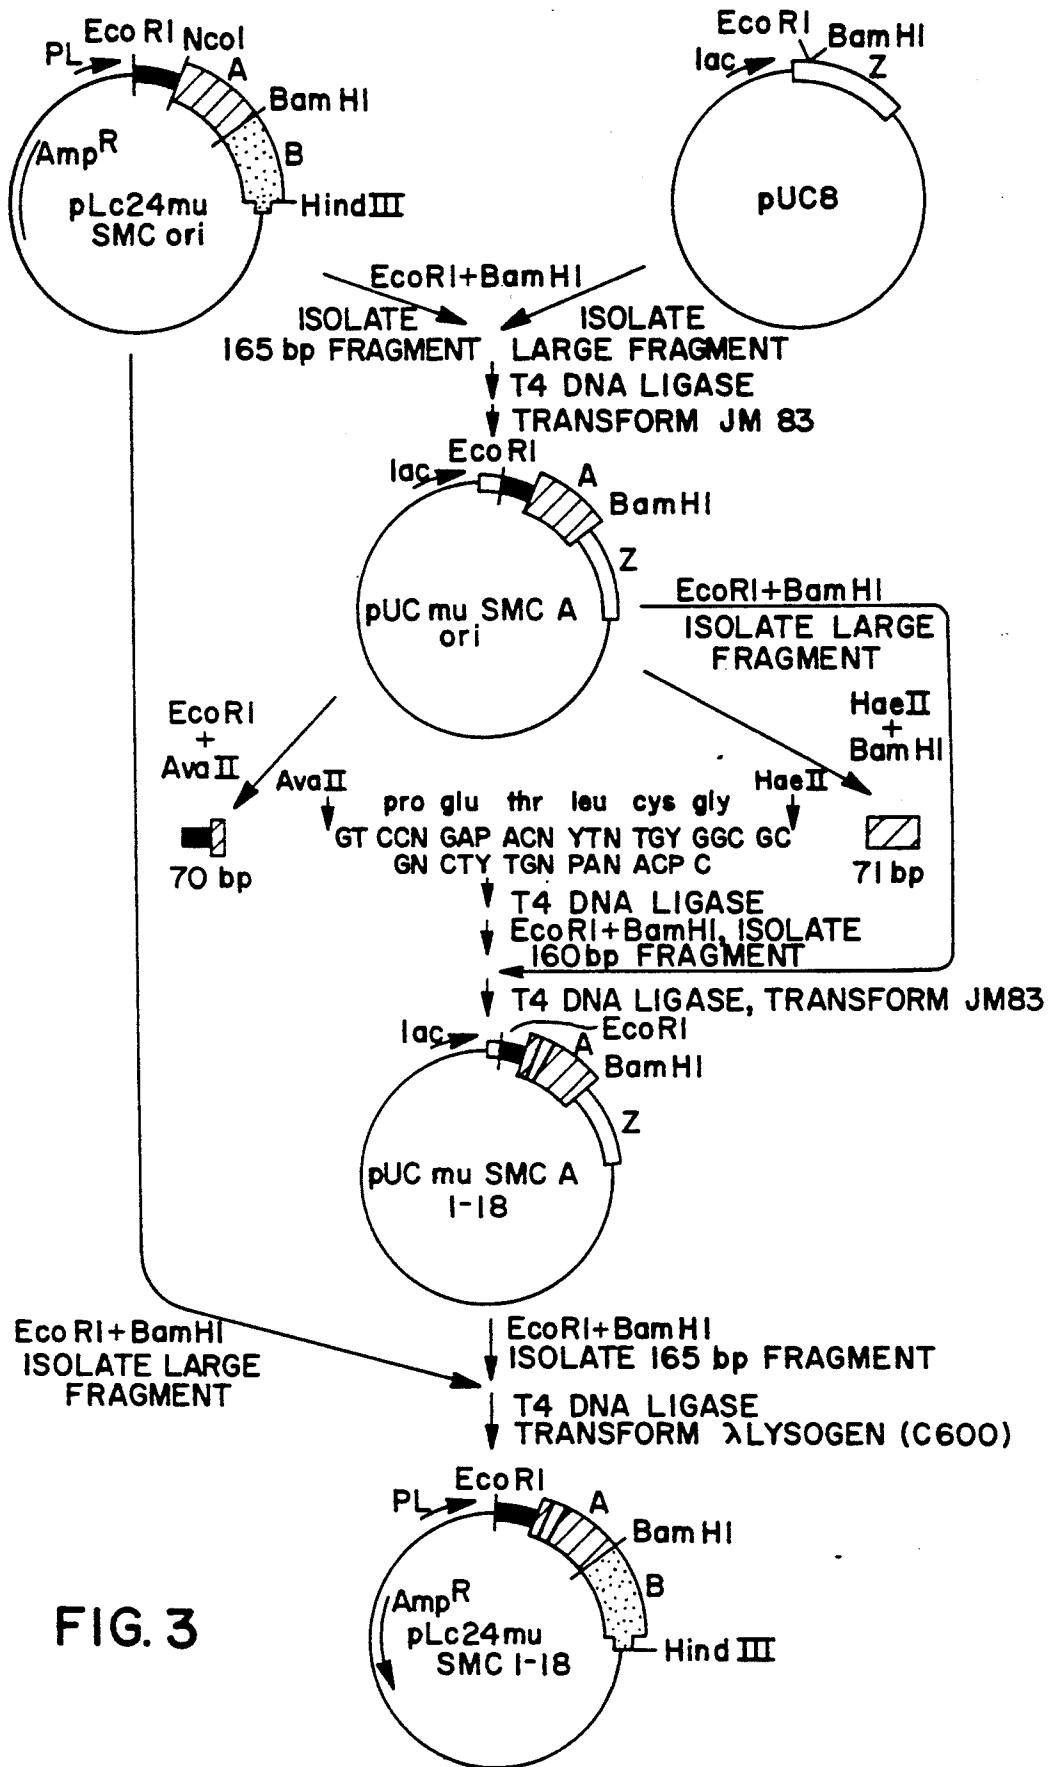 EcoRI NcoI
PL
A
BamHI
Amp^R
B
pLc24mu
SMC ori
HindIII
EcoRI
BamHI
lac
Z
pUC8
EcoRI+BamHI
ISOLATE
165 bp FRAGMENT
ISOLATE
LARGE FRAGMENT
T4 DNA LIGASE
TRANSFORM JM 83
EcoRI
lac
A
BamHI
Z
pUC mu SMC A
ori
EcoRI+BamHI
ISOLATE LARGE
FRAGMENT
EcoRI
+
AvaII
HaeII
+
BamHI
AvaII
HaeII
pro glu thr leu cys gly
GT CCN GAP ACN YTN TGY GGC GC
GN CTY TGN PAN ACP C
70 bp
71 bp
T4 DNA LIGASE
EcoRI+BamHI, ISOLATE
160bp FRAGMENT
T4 DNA LIGASE, TRANSFORM JM83
lac
EcoRI
A
BamHI
Z
pUC mu SMC A
1-18
EcoRI+BamHI
ISOLATE LARGE
FRAGMENT
EcoRI+BamHI
ISOLATE 165 bp FRAGMENT
T4 DNA LIGASE
TRANSFORM λLYSOGEN (C600)
EcoRI
PL
A
BamHI
B
Amp^R
pLc24mu
SMC 1-18
HindIII
FIG. 3